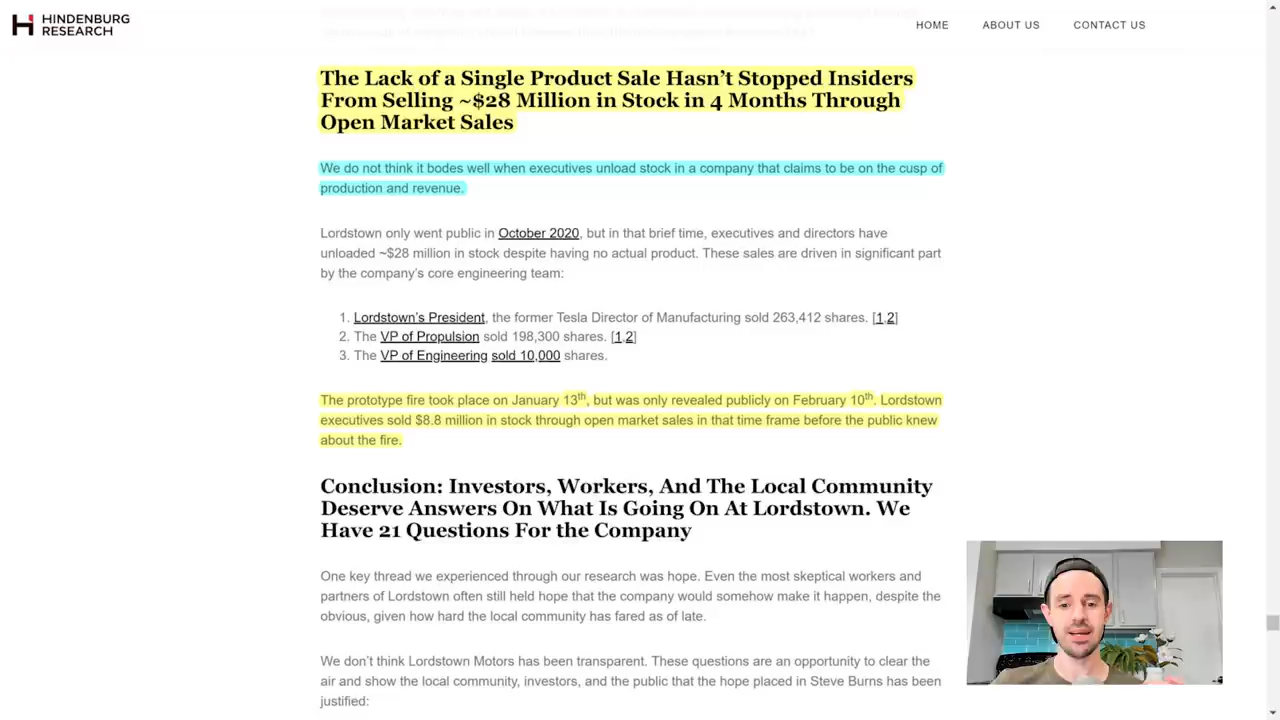 HINDENBURG
RESEARCH
HOME
ABOUT US
CONTACT US
The Lack of a Single Product Sale Hasn’t Stopped Insiders
From Selling ~$28 Million in Stock in 4 Months Through
Open Market Sales
We do not think it bodes well when executives unload stock in a company that claims to be on the cusp of
production and revenue.
Lordstown only went public in October 2020, but in that brief time, executives and directors have
unloaded ~$28 million in stock despite having no actual product. These sales are driven in significant part
by the company’s core engineering team:
1. Lordstown’s President, the former Tesla Director of Manufacturing sold 263,412 shares. [1,2]
2. The VP of Propulsion sold 198,300 shares. [1,2]
3. The VP of Engineering sold 10,000 shares.
The prototype fire took place on January 13th, but was only revealed publicly on February 10th. Lordstown
executives sold $8.8 million in stock through open market sales in that time frame before the public knew
about the fire.
Conclusion: Investors, Workers, And The Local Community
Deserve Answers On What Is Going On At Lordstown. We
Have 21 Questions For the Company
One key thread we experienced through our research was hope. Even the most skeptical workers and
partners of Lordstown often still held hope that the company would somehow make it happen, despite the
obvious, given how hard the local community has fared as of late.
We don’t think Lordstown Motors has been transparent. These questions are an opportunity to clear the
air and show the local community, investors, and the public that the hope placed in Steve Burns has been
justified: